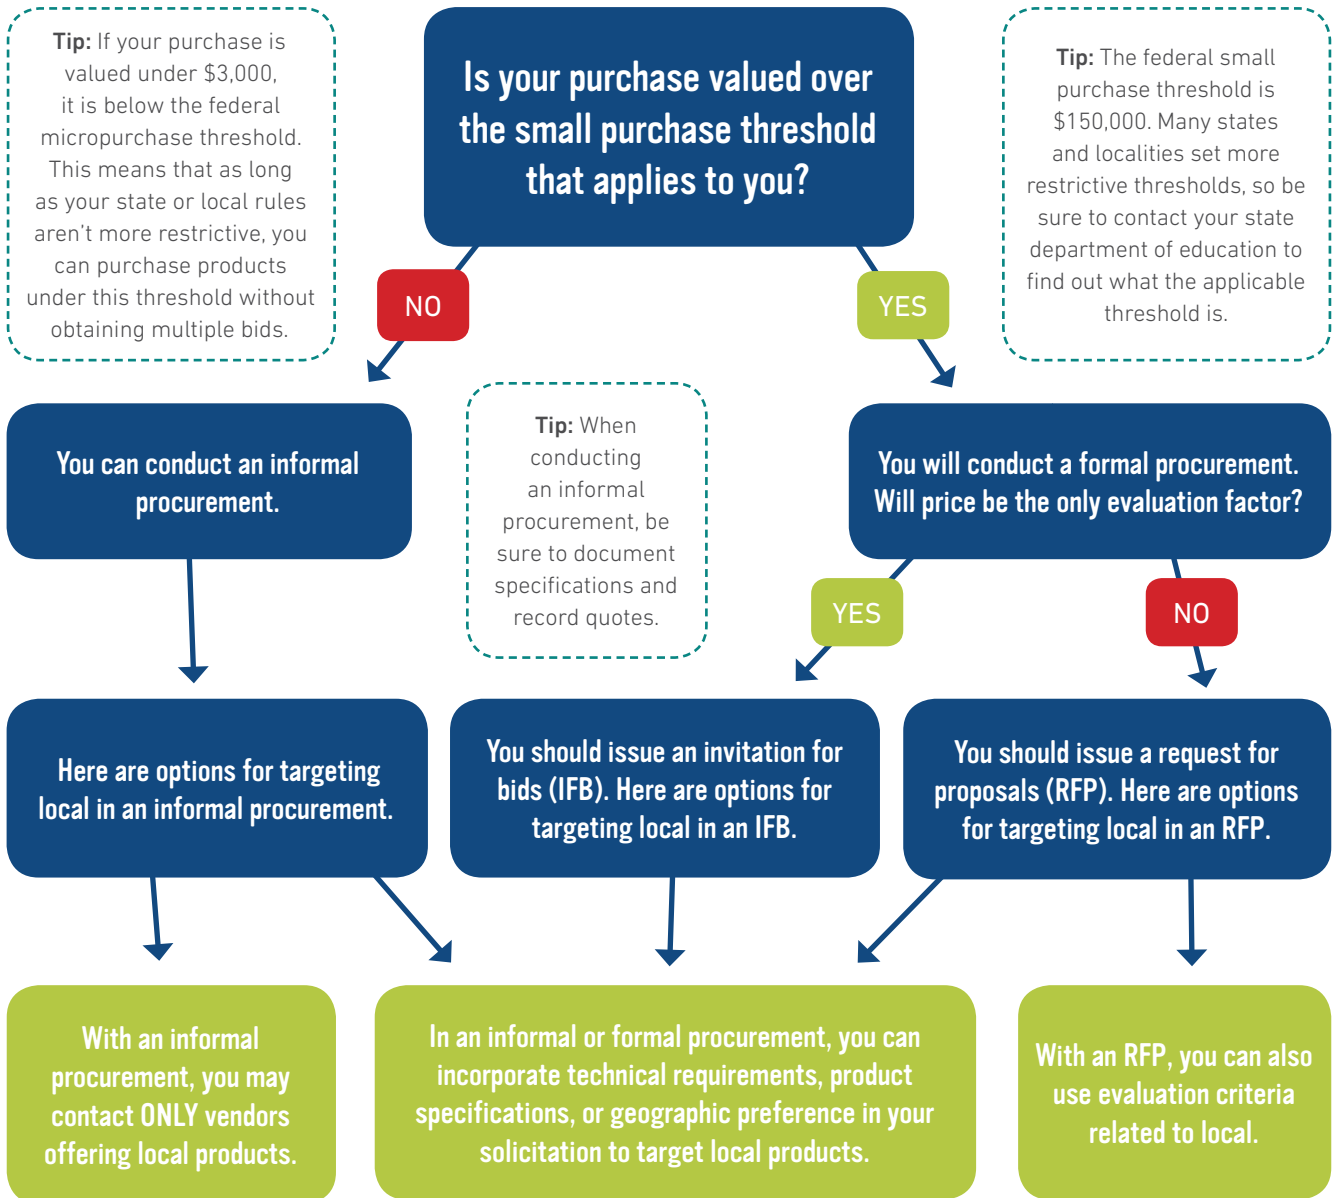 Tip: If your purchase is
valued under $3,000,
it is below the federal
micropurchase threshold.
This means that as long
as your state or local rules
aren't more restrictive, you
can purchase products
under this threshold without
obtaining multiple bids.
Is your purchase valued over
the small purchase threshold
that applies to you?
Tip: The federal small
purchase threshold is
$150,000. Many states
and localities set more
restrictive thresholds, so be
sure to contact your state
department of education to
find out what the applicable
threshold is.
NO
YES
You can conduct an informal
procurement.
Tip: When
conducting
an informal
procurement, be
sure to document
specifications and
record quotes.
You will conduct a formal procurement.
Will price be the only evaluation factor?
YES
NO
Here are options for targeting
local in an informal procurement.
You should issue an invitation for
bids (IFB). Here are options for
targeting local in an IFB.
You should issue a request for
proposals (RFP). Here are options
for targeting local in an RFP.
With an informal
procurement, you may
contact ONLY vendors
offering local products.
In an informal or formal procurement, you can
incorporate technical requirements, product
specifications, or geographic preference in your
solicitation to target local products.
With an RFP, you can also
use evaluation criteria
related to local.